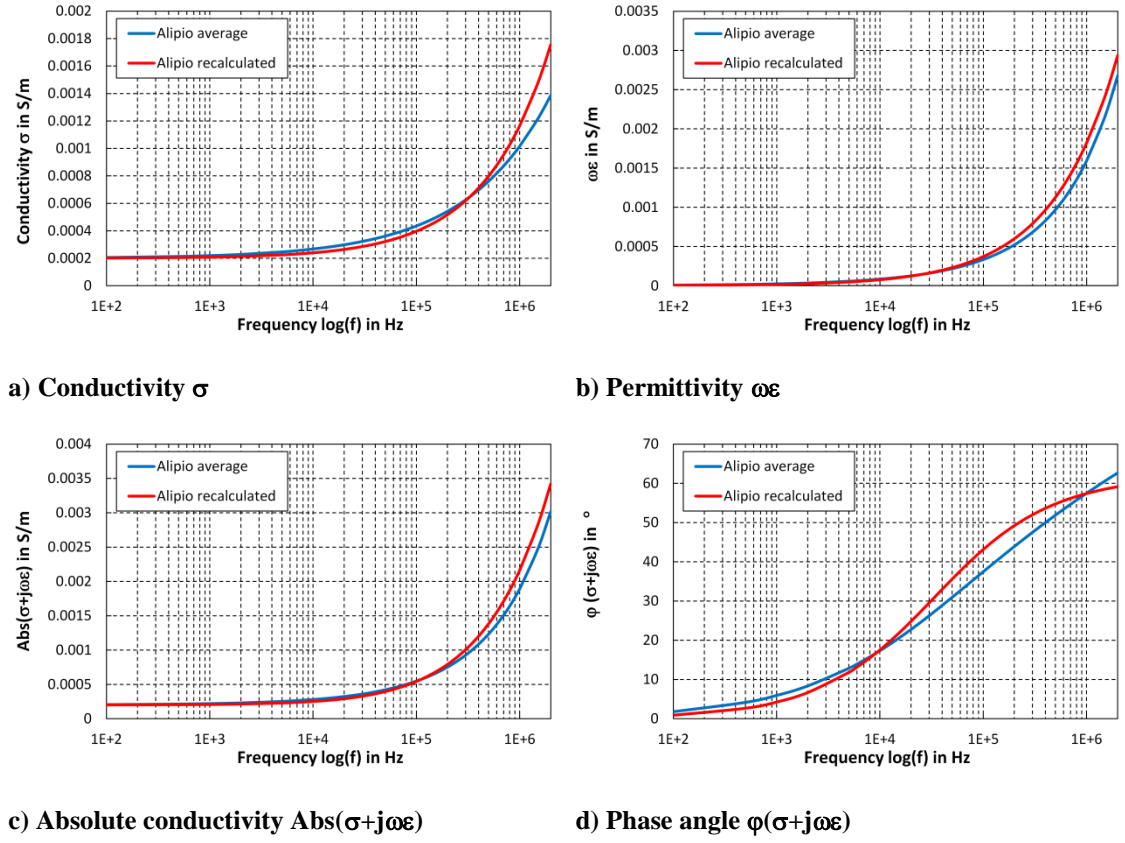 0.002
0.0018
0.0016
0.0014
0.0012
0.001
0.0008
0.0006
0.0004
0.0002
0
Conductivity σ in S/m
Alipio average
Alipio recalculated
1E+2 1E+3 1E+4 1E+5 1E+6
Frequency log(f) in Hz
a) Conductivity σ
0.0035
0.003
0.0025
0.002
0.0015
0.001
0.0005
0
ωε in S/m
Alipio average
Alipio recalculated
1E+2 1E+3 1E+4 1E+5 1E+6
Frequency log(f) in Hz
b) Permittivity ωε
0.004
0.0035
0.003
0.0025
0.002
0.0015
0.001
0.0005
0
Abs(σ+jωε) in S/m
Alipio average
Alipio recalculated
1E+2 1E+3 1E+4 1E+5 1E+6
Frequency log(f) in Hz
c) Absolute conductivity Abs(σ+jωε)
70
60
50
40
30
20
10
0
φ (σ+jωε) in °
Alipio average
Alipio recalculated
1E+2 1E+3 1E+4 1E+5 1E+6
Frequency log(f) in Hz
d) Phase angle φ(σ+jωε)